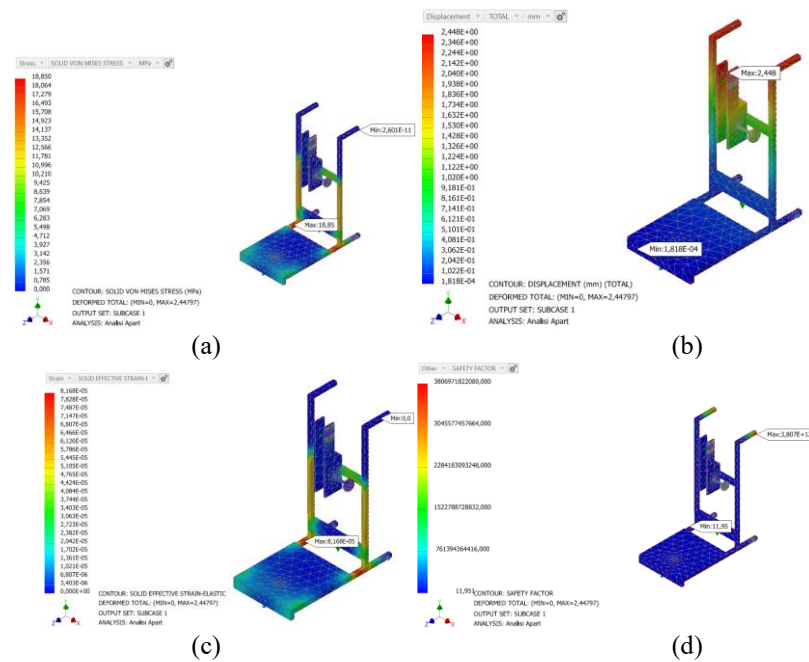 Stress SOLID VON MISES STRESS MPa
18,850
18,064
17,279
16,493
15,708
14,923
14,137
13,352
12,566
11,781
10,996
10,210
9,425
8,639
7,854
7,069
6,283
5,498
4,712
3,927
3,142
2,356
1,571
0,785
0,000
Min:2,601E-11
Max:18,85
CONTOUR: SOLID VON MISES STRESS (MPa)
DEFORMED TOTAL: (MIN=0, MAX=2,44797)
OUTPUT SET: SUBCASE 1
ANALYSIS: Analisi Apart
Y
Z
X
(a)
Displacement TOTAL mm
2,448E+00
2,346E+00
2,244E+00
2,142E+00
2,040E+00
1,938E+00
1,836E+00
1,734E+00
1,632E+00
1,530E+00
1,428E+00
1,326E+00
1,224E+00
1,122E+00
1,020E+00
9,181E-01
8,161E-01
7,141E-01
6,121E-01
5,101E-01
4,081E-01
3,062E-01
2,042E-01
1,022E-01
1,818E-04
Max:2,448
Min:1,818E-04
CONTOUR: DISPLACEMENT (mm) (TOTAL)
DEFORMED TOTAL: (MIN=0, MAX=2,44797)
OUTPUT SET: SUBCASE 1
ANALYSIS: Analisi Apart
Y
Z
X
(b)
Strain SOLID EFFECTIVE STRAIN-E
8,168E-05
7,828E-05
7,487E-05
7,147E-05
6,807E-05
6,466E-05
6,126E-05
5,786E-05
5,445E-05
5,105E-05
4,765E-05
4,424E-05
4,084E-05
3,744E-05
3,403E-05
3,063E-05
2,723E-05
2,382E-05
2,042E-05
1,702E-05
1,361E-05
1,021E-05
6,807E-06
3,403E-06
0,000E+00
Min:0,0
Max:8,168E-05
CONTOUR: SOLID EFFECTIVE STRAIN-ELASTIC
DEFORMED TOTAL: (MIN=0, MAX=2,44797)
OUTPUT SET: SUBCASE 1
ANALYSIS: Analisi Apart
Y
Z
X
(c)
Other SAFETY FACTOR
3806971822080,000
3045577457664,000
2284183093248,000
1522788728832,000
761394364416,000
11,951
Max:3,807E+12
Min:11,95
CONTOUR: SAFETY FACTOR
DEFORMED TOTAL: (MIN=0, MAX=2,44797)
OUTPUT SET: SUBCASE 1
ANALYSIS: Analisi Apart
Y
Z
X
(d)